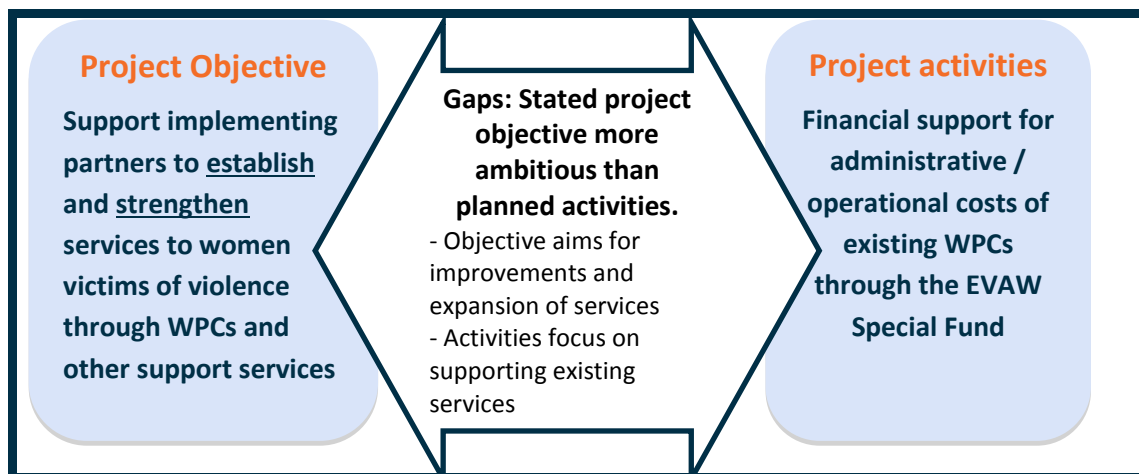 Project Objective
Support implementing
partners to establish
and strengthen
services to women
victims of violence
through WPCs and
other support services
Gaps: Stated project
objective more
ambitious than
planned activities.
- Objective aims for
improvements and
expansion of services
- Activities focus on
supporting existing
services
Project activities
Financial support for
administrative /
operational costs of
existing WPCs
through the EVAW
Special Fund